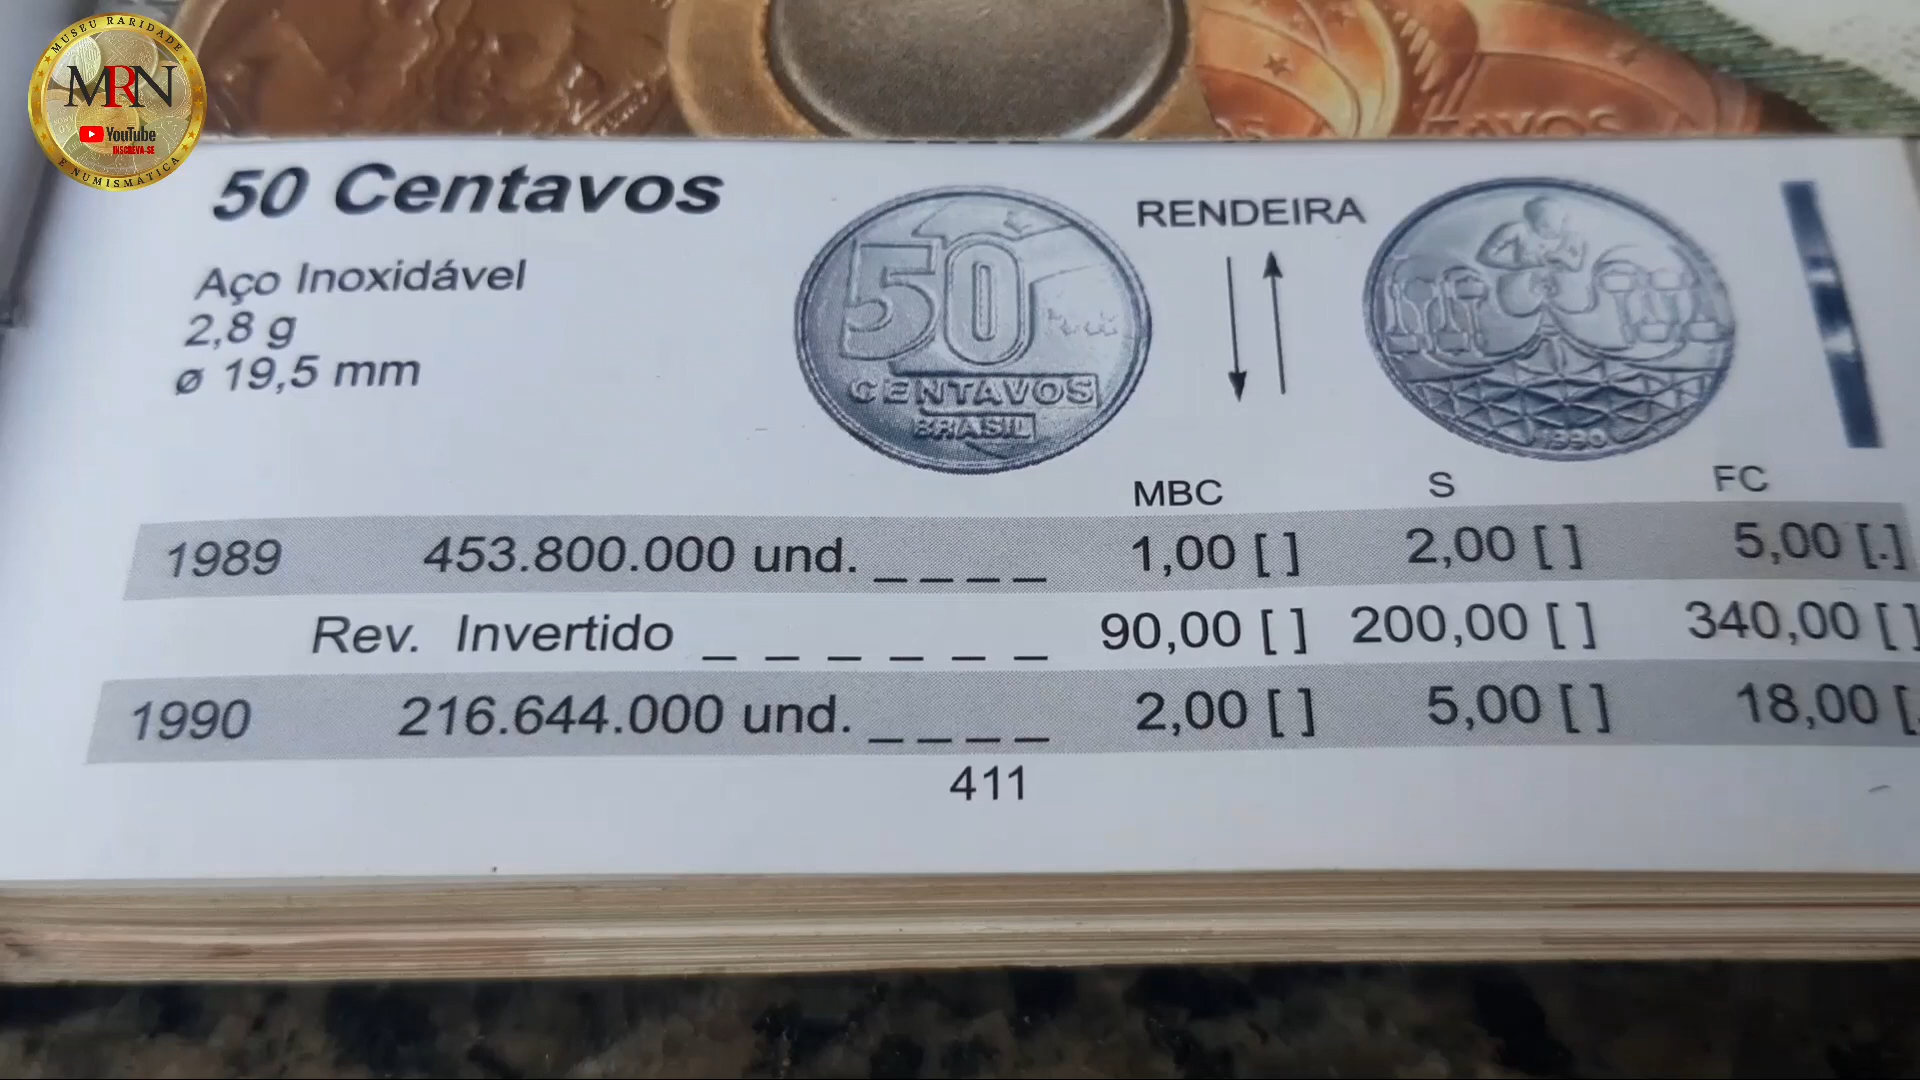 MUSEU RARIDADE
MRN
YouTube
INSCREVA-SE
E NUMISMÁTICA
50 Centavos
Aço Inoxidável
2,8 g
ø 19,5 mm
50
CENTAVOS
BRASIL
RENDEIRA
1990
MBC S FC
1989 453.800.000 und. _ _ _ _ 1,00 [ ] 2,00 [ ] 5,00 [.]
Rev. Invertido _ _ _ _ _ _ 90,00 [ ] 200,00 [ ] 340,00 [ ]
1990 216.644.000 und. _ _ _ _ 2,00 [ ] 5,00 [ ] 18,00 [
411